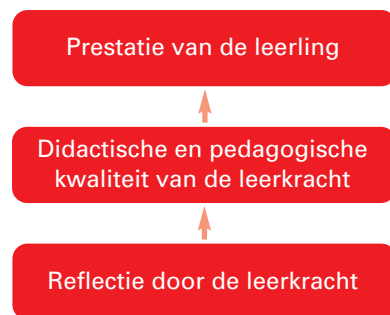 Prestatie van de leerling
Didactische en pedagogische
kwaliteit van de leerkracht
Reflectie door de leerkracht